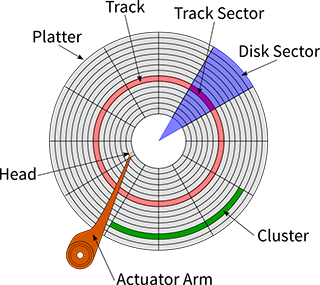 Track
Track Sector
Platter
Disk Sector
Head
Cluster
Actuator Arm